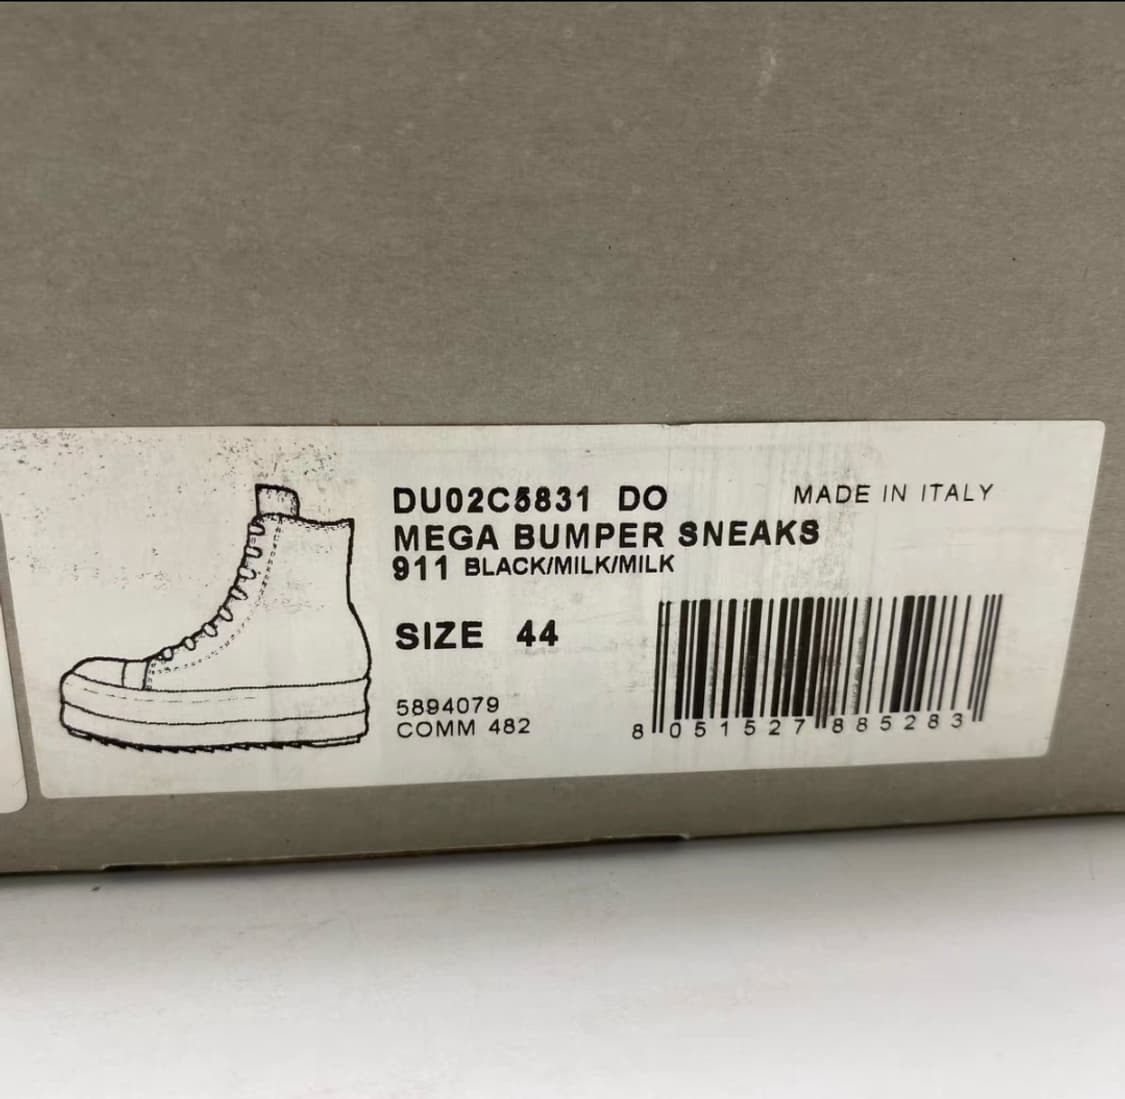 DU02C5831 DO
MADE IN ITALY
MEGA BUMPER SNEAKS
911 BLACK/MILK/MILK
SIZE 44
5894079
COMM 482
8 051527 885283